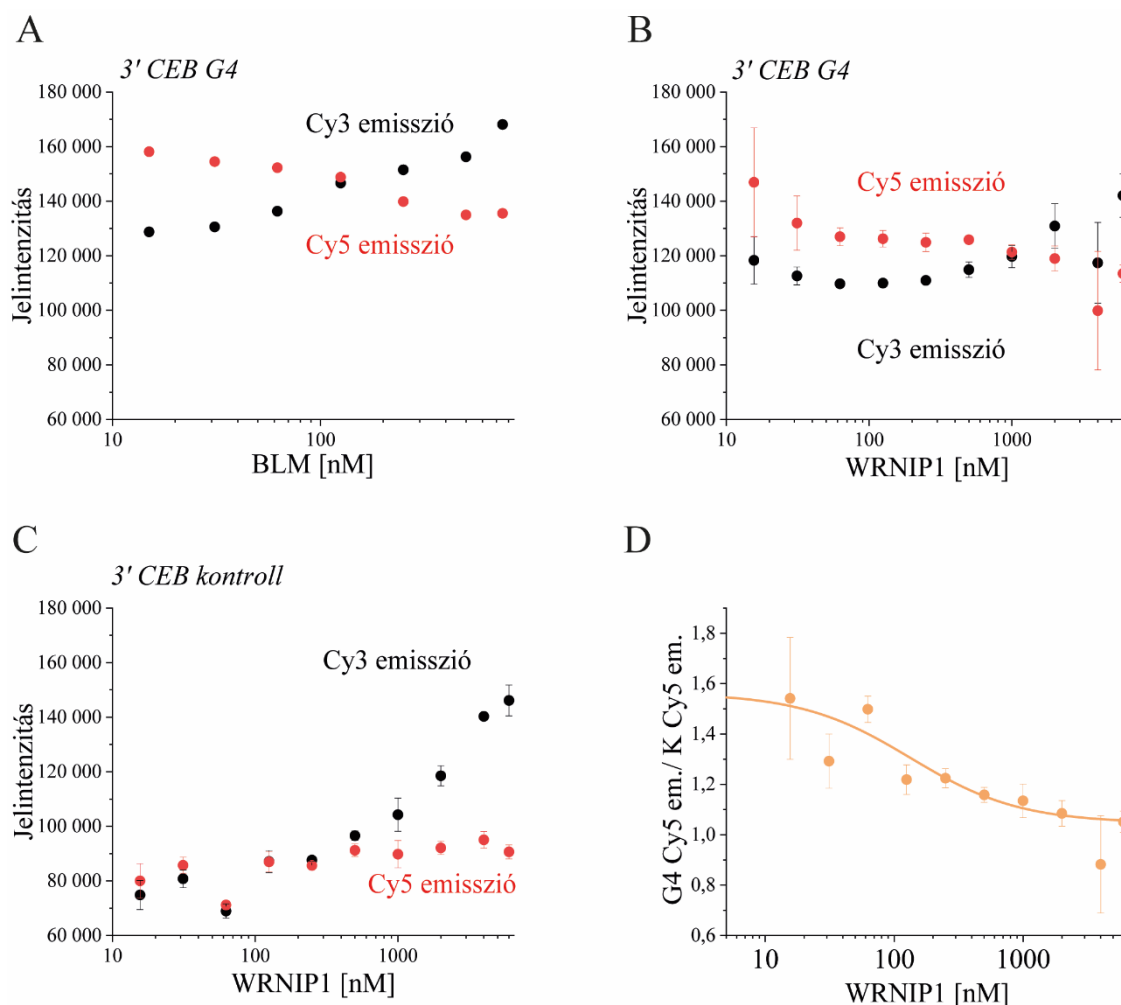 A
3' CEB G4
180 000
160 000
140 000
120 000
100 000
80 000
60 000
Jelintenzitás
Cy3 emisszió
Cy5 emisszió
10
100
BLM [nM]
B
3' CEB G4
180 000
160 000
140 000
120 000
100 000
80 000
60 000
Jelintenzitás
Cy5 emisszió
Cy3 emisszió
10
100
1000
WRNIP1 [nM]
C
3' CEB kontroll
180 000
160 000
140 000
120 000
100 000
80 000
60 000
Jelintenzitás
Cy3 emisszió
Cy5 emisszió
10
100
1000
WRNIP1 [nM]
D
1,8
1,6
1,4
1,2
1,0
0,8
0,6
G4 Cy5 em./ K Cy5 em.
10
100
1000
WRNIP1 [nM]